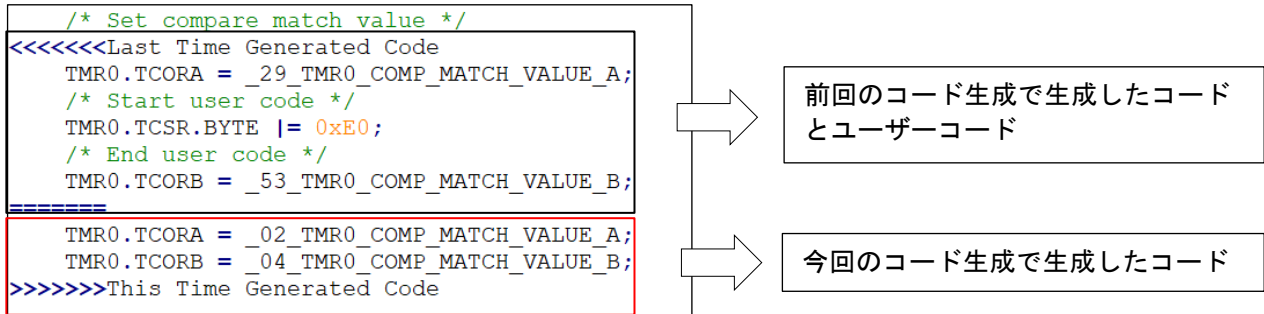 /* Set compare match value */
<<<<<<<Last Time Generated Code
TMR0.TCORA = _29_TMR0_COMP_MATCH_VALUE_A;
/* Start user code */
TMR0.TCSR.BYTE |= 0xE0;
/* End user code */
TMR0.TCORB = _53_TMR0_COMP_MATCH_VALUE_B;
=======
TMR0.TCORA = _02_TMR0_COMP_MATCH_VALUE_A;
TMR0.TCORB = _04_TMR0_COMP_MATCH_VALUE_B;
>>>>>>>This Time Generated Code
前回のコード生成で生成したコード
とユーザーコード
今回のコード生成で生成したコード